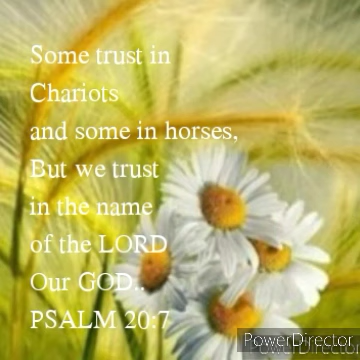 Some trust in
Chariots
and some in horses,
But we trust
in the name
of the LORD
Our GOD..
PSALM 20:7
PowerDirector
PowerDirector